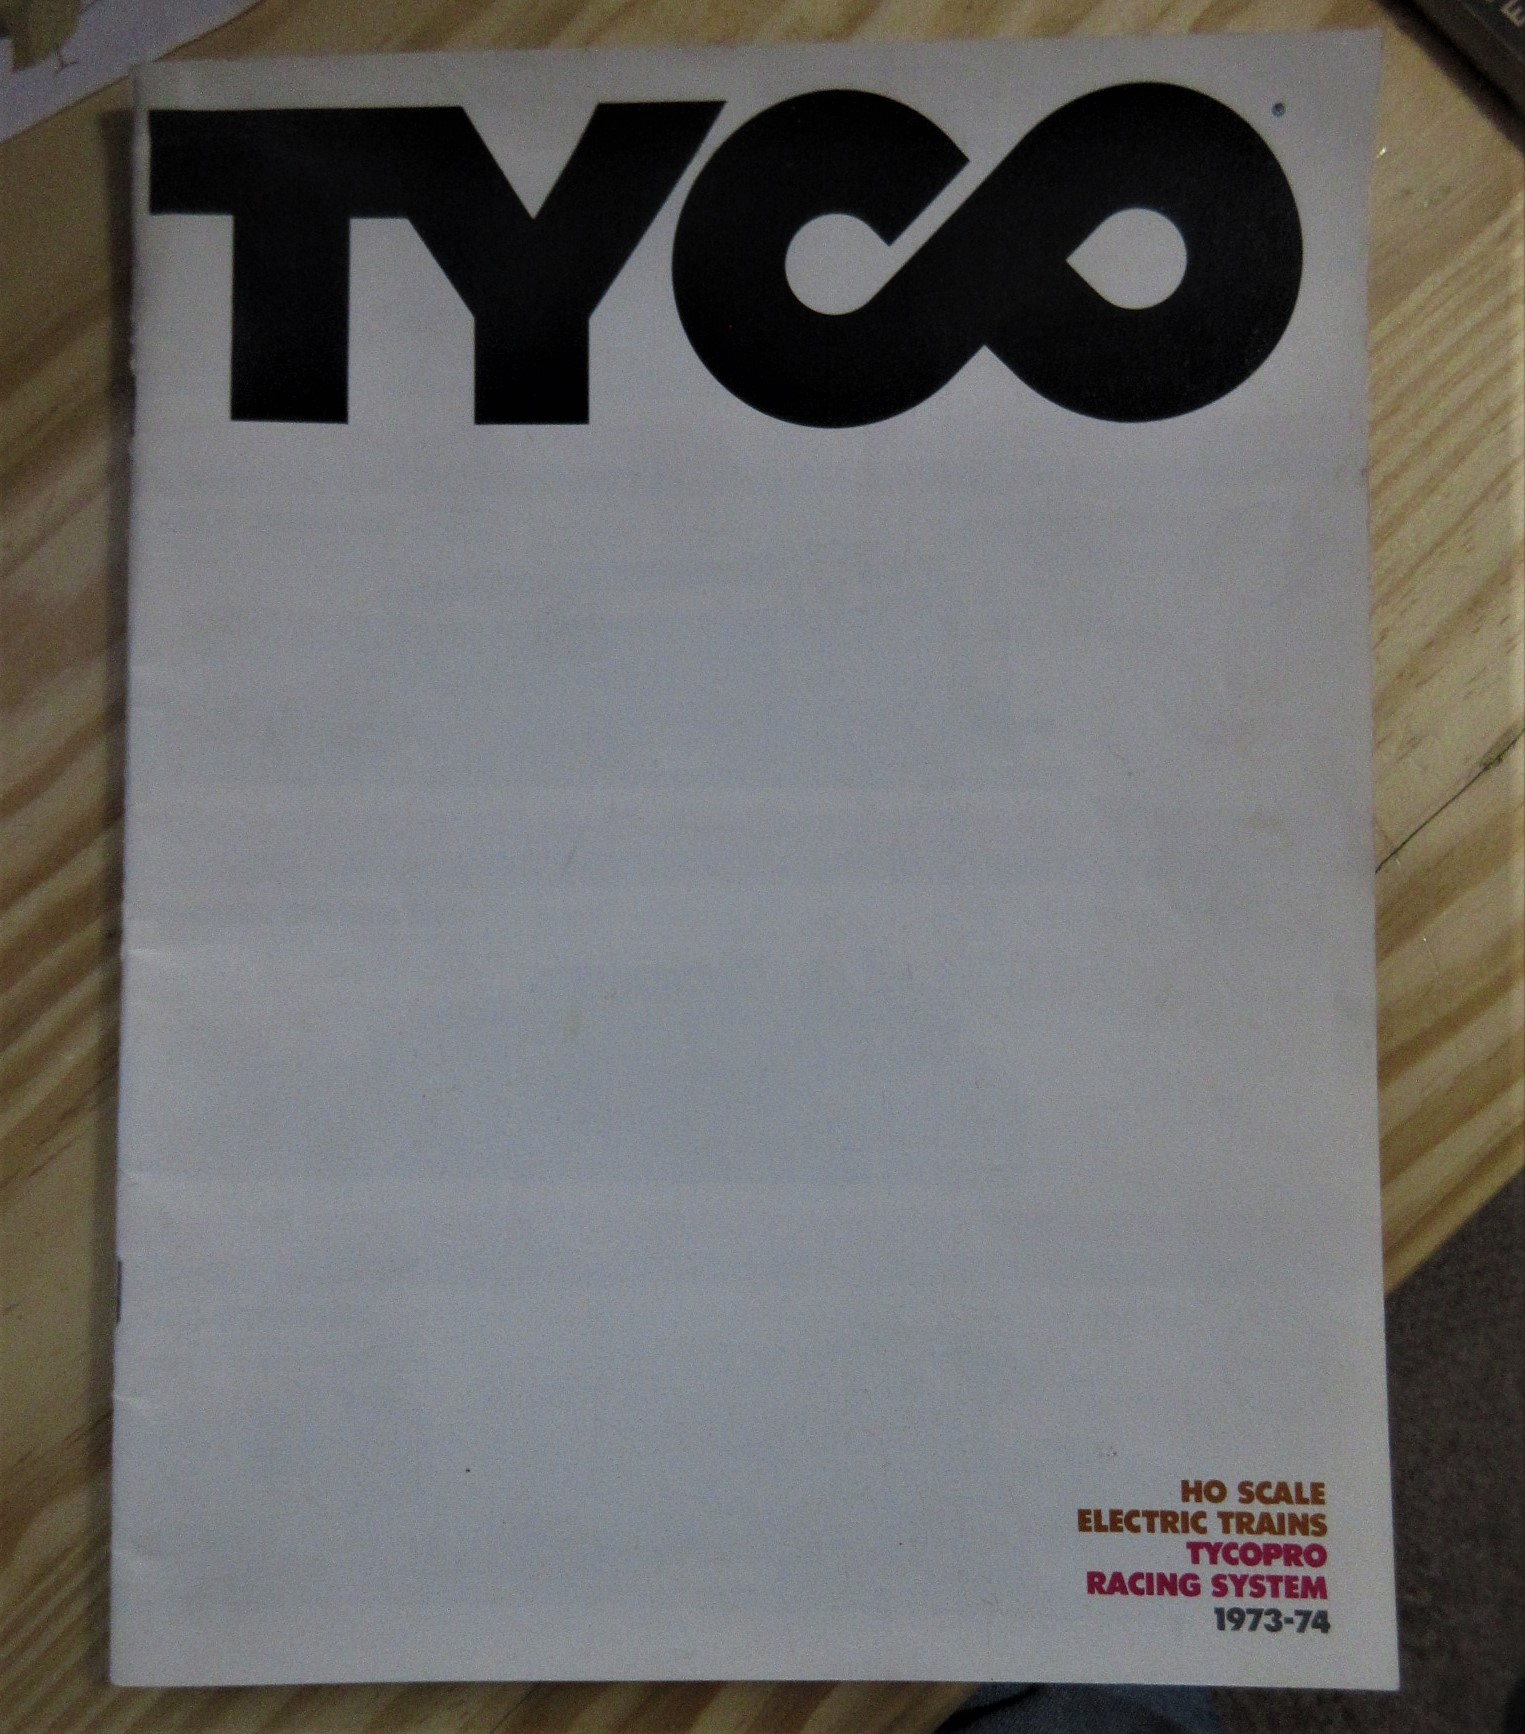 TYCO®
HO SCALE
ELECTRIC TRAINS
TYCOPRO
RACING SYSTEM
1973-74